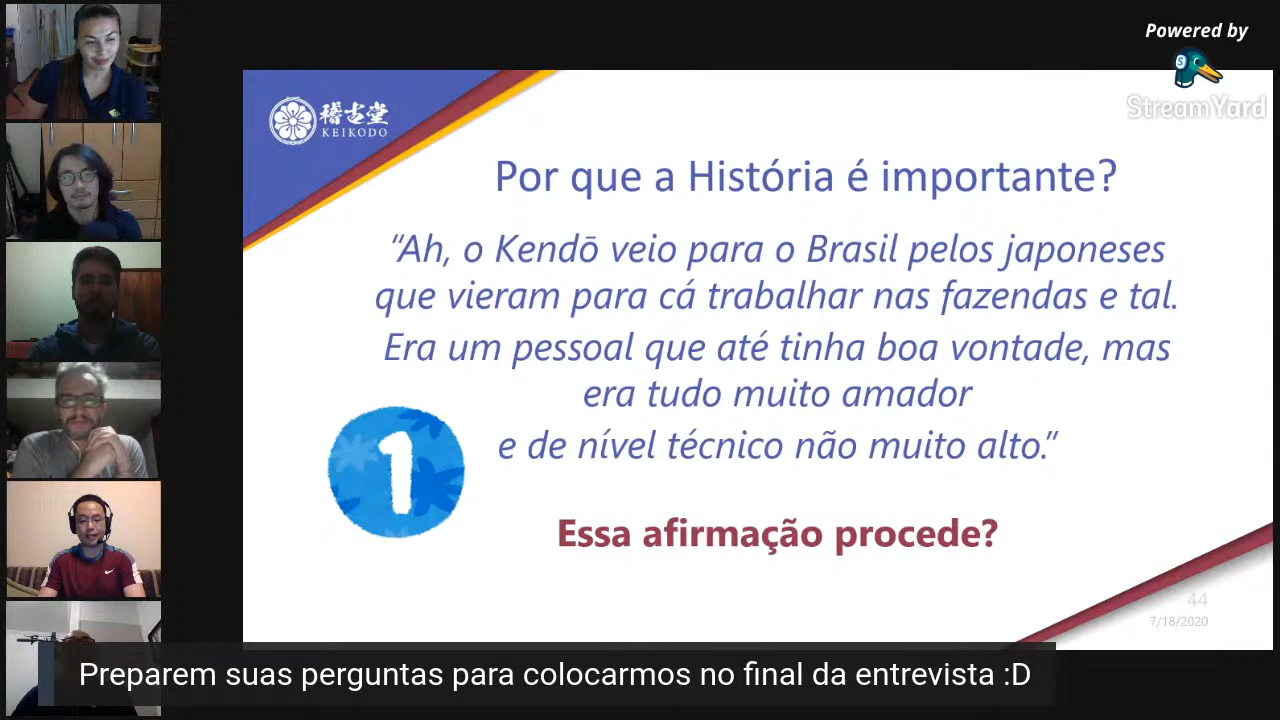 Powered by
StreamYard
稽古堂
KEIKODO
Por que a História é importante?
“Ah, o Kendō veio para o Brasil pelos japoneses
que vieram para cá trabalhar nas fazendas e tal.
Era um pessoal que até tinha boa vontade, mas
era tudo muito amador
e de nível técnico não muito alto.”
1
Essa afirmação procede?
44
7/18/2020
Preparem suas perguntas para colocarmos no final da entrevista :D